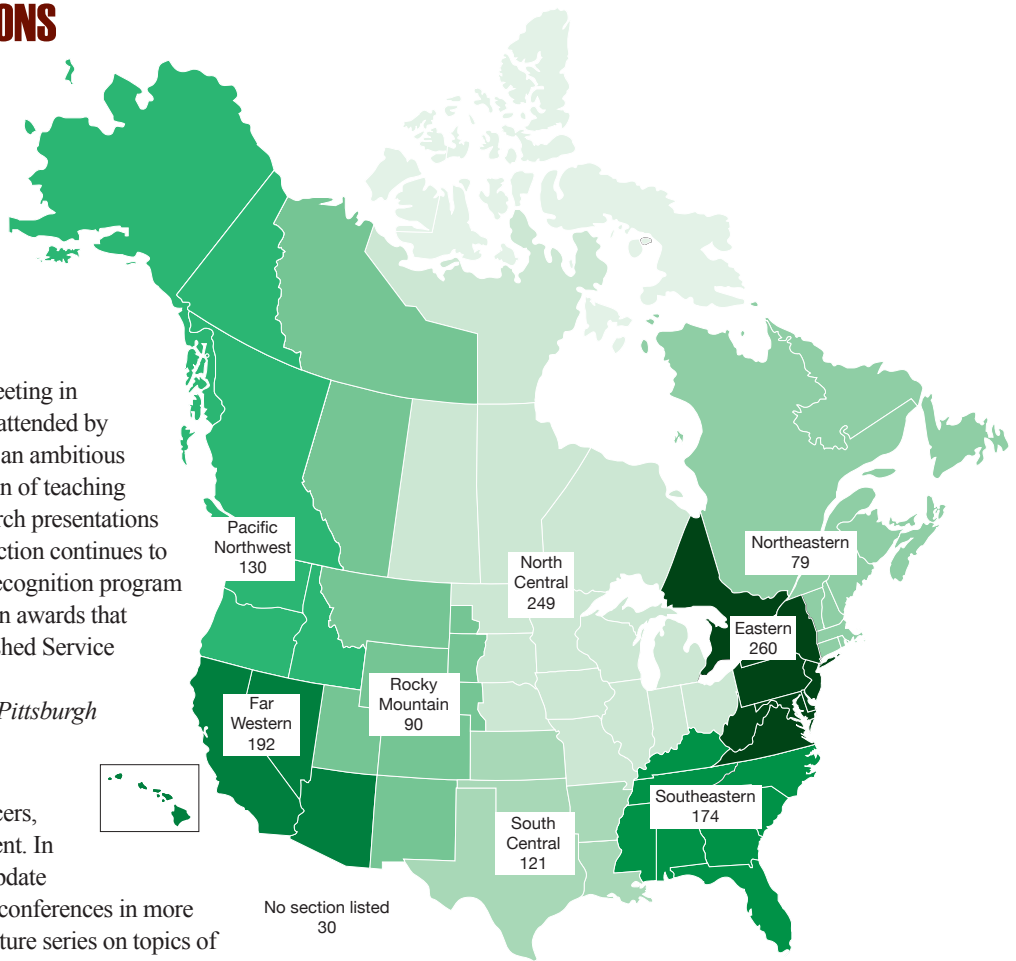 ONS
eeting in
attended by
an ambitious
n of teaching
rch presentations
ction continues to
ecognition program
n awards that
hed Service
Pittsburgh
eers,
ent. In
pdate
conferences in more
ture series on topics of
Pacific
Northwest
130
North
Central
249
Northeastern
79
Eastern
260
Rocky
Mountain
90
Far
Western
192
Southeastern
174
South
Central
121
No section listed
30